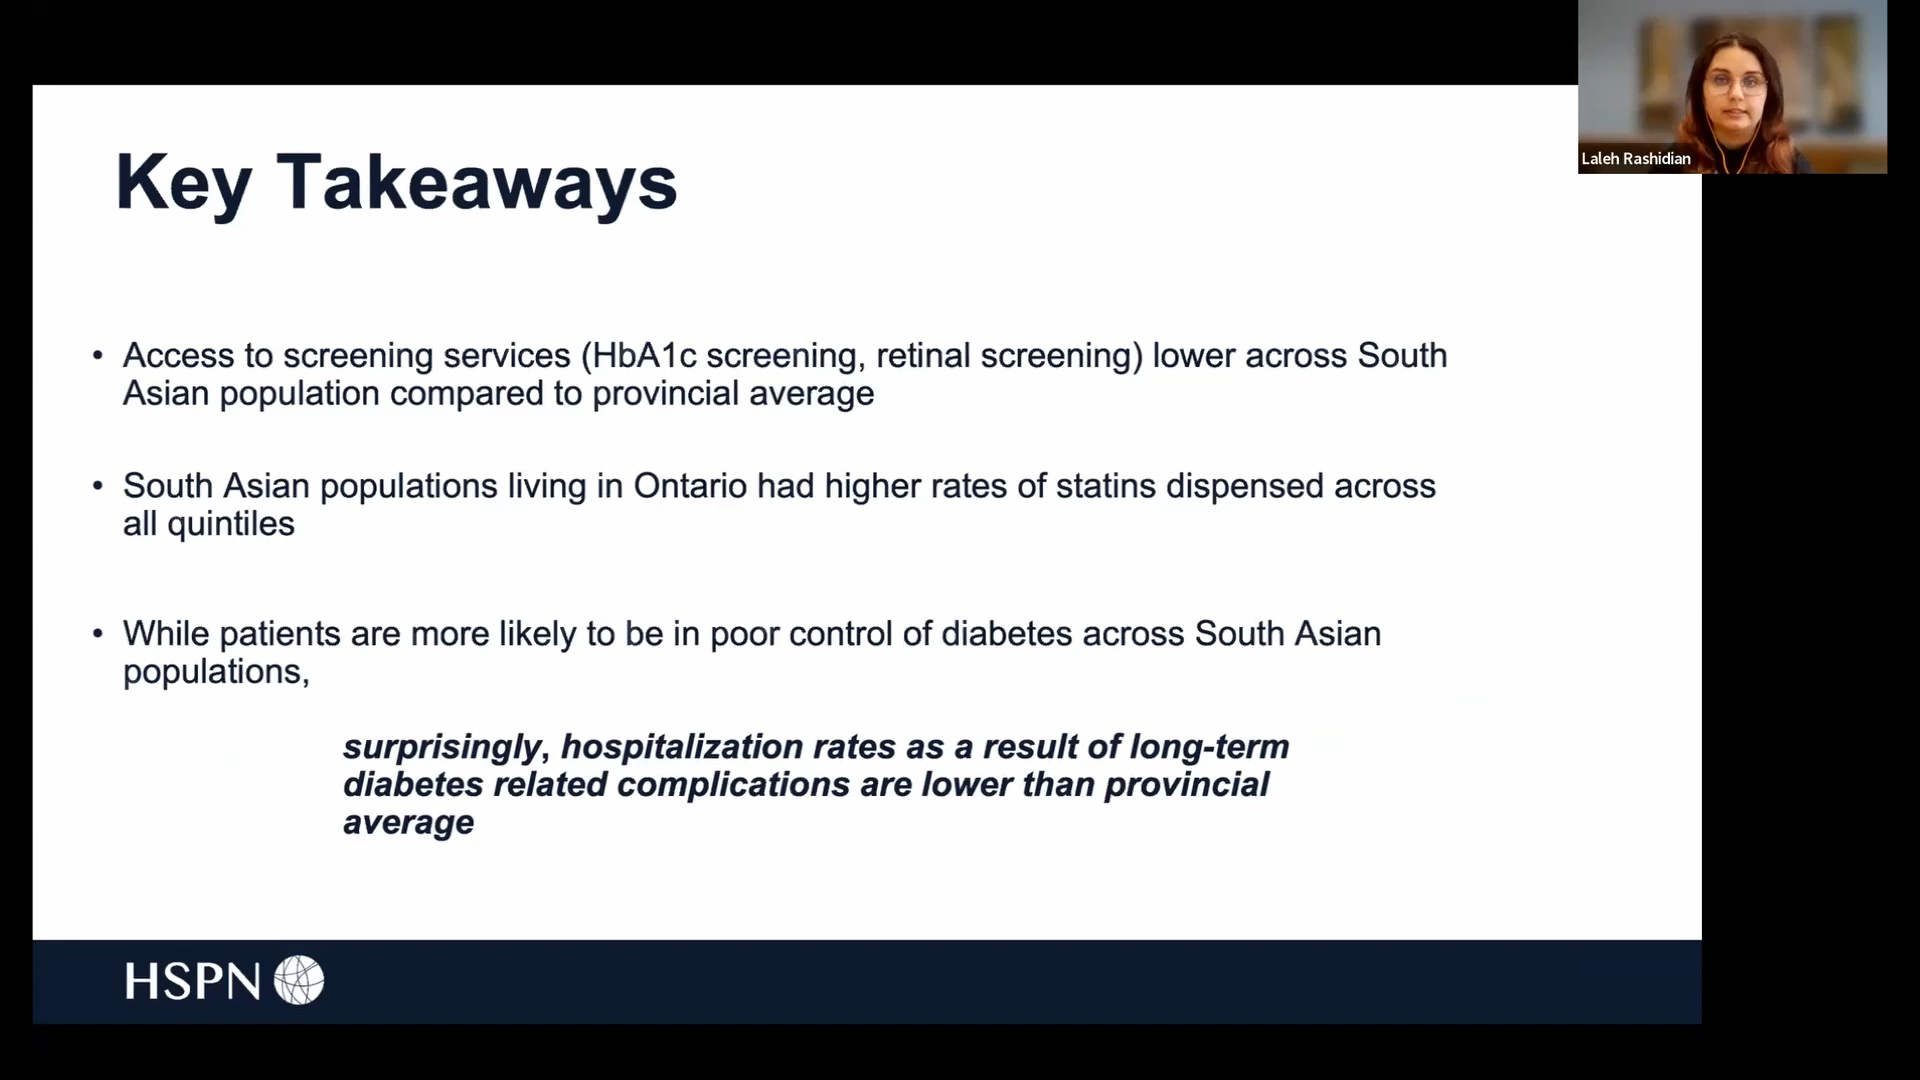 Laleh Rashidian
Key Takeaways
• Access to screening services (HbA1c screening, retinal screening) lower across South
Asian population compared to provincial average
• South Asian populations living in Ontario had higher rates of statins dispensed across
all quintiles
• While patients are more likely to be in poor control of diabetes across South Asian
populations,
surprisingly, hospitalization rates as a result of long-term
diabetes related complications are lower than provincial
average
HSPN